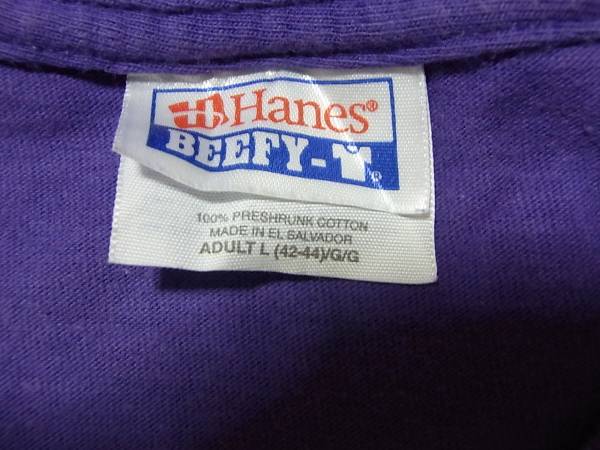 Hanes®
BEEFY-T®
100% PRESHRUNK COTTON
MADE IN EL SALVADOR
ADULT L (42-44)/G/G